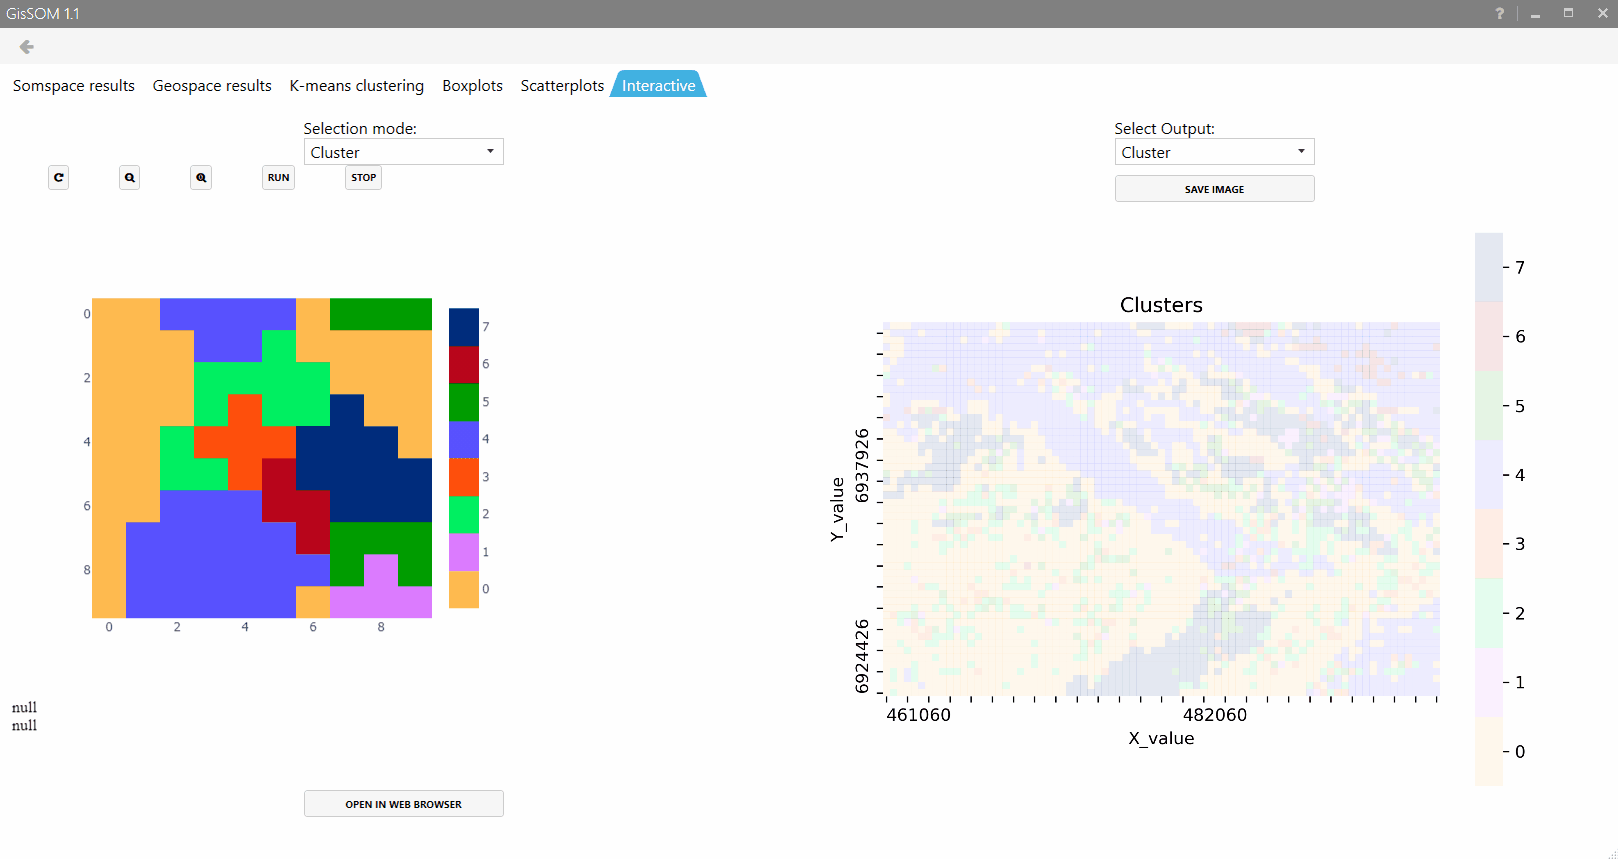 GisSOM 1.1
?
Somspace results Geospace results K-means clustering Boxplots Scatterplots Interactive
Selection mode:
Cluster
RUN STOP
Select Output:
Cluster
SAVE IMAGE
0
2
4
6
8
0 2 4 6 8
7
6
5
4
3
2
1
0
null
null
OPEN IN WEB BROWSER
Clusters
Y_value
6937926
6924426
461060 482060
X_value
7
6
5
4
3
2
1
0